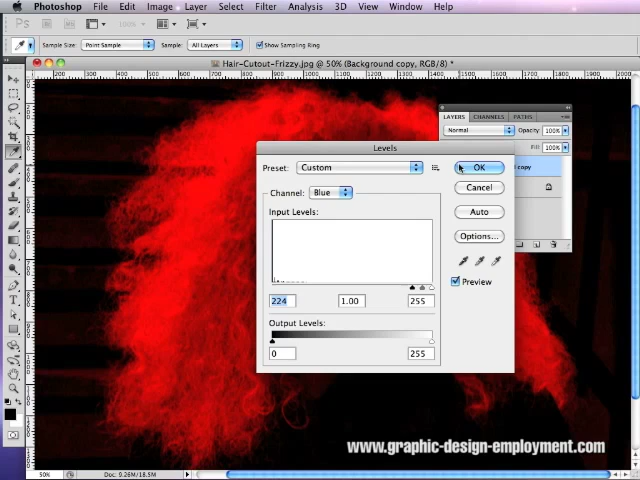 Photoshop File Edit Image Layer Select Filter Analysis 3D View Window Help
Ps 100%
Sample Size: Point Sample Sample: All Layers Show Sampling Ring
Hair-Cutout-Frizzy.jpg @ 50% (Background copy, RGB/8) *
LAYERS CHANNELS PATHS
Normal Opacity: 100%
Fill: 100%
copy
Levels
Preset: Custom
OK
Channel: Blue
Cancel
Input Levels:
Auto
Options...
Preview
224 1.00 255
Output Levels:
0 255
www.graphic-design-employment.com
50% Doc: 9.26M/18.5M